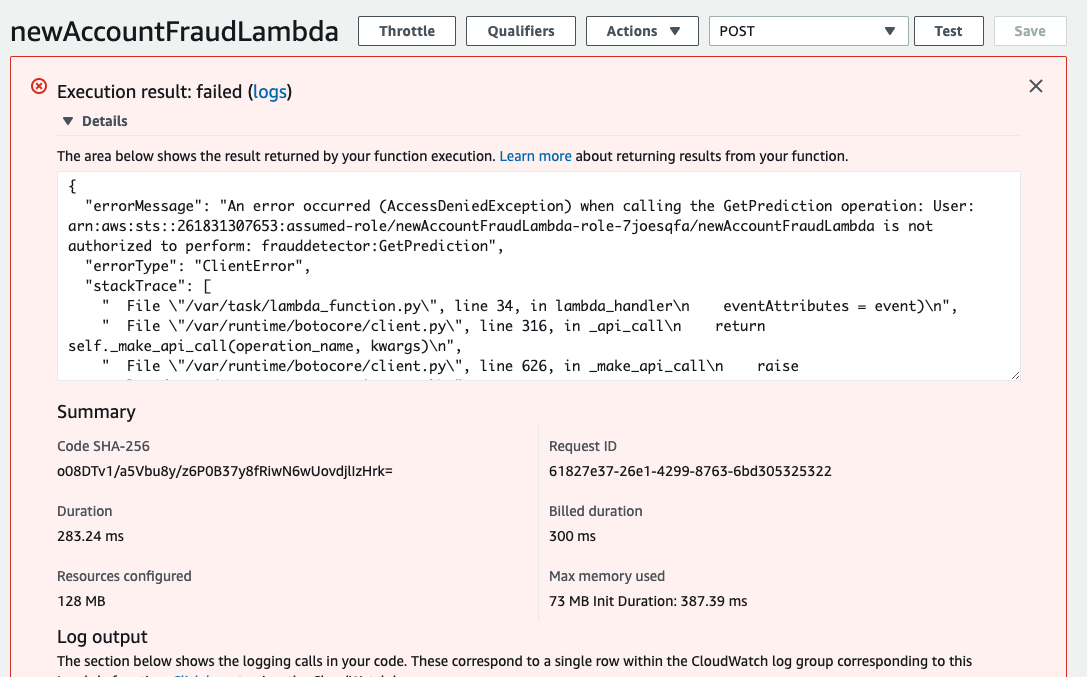 newAccountFraudLambda
Throttle
Qualifiers
Actions
POST
Test
Save
Execution result: failed (logs)
Details
The area below shows the result returned by your function execution. Learn more about returning results from your function.
{
"errorMessage": "An error occurred (AccessDeniedException) when calling the GetPrediction operation: User:
arn:aws:sts::261831307653:assumed-role/newAccountFraudLambda-role-7joesqfa/newAccountFraudLambda is not
authorized to perform: frauddetector:GetPrediction",
"errorType": "ClientError",
"stackTrace": [
" File \"/var/task/lambda_function.py\", line 34, in lambda_handler\n eventAttributes = event)\n",
" File \"/var/runtime/botocore/client.py\", line 316, in _api_call\n return
self._make_api_call(operation_name, kwargs)\n",
" File \"/var/runtime/botocore/client.py\", line 626, in _make_api_call\n raise
Summary
Code SHA-256
Request ID
o08DTv1/a5Vbu8y/z6P0B37y8fRiwN6wUovdjlIzHrk=
61827e37-26e1-4299-8763-6bd305325322
Duration
Billed duration
283.24 ms
300 ms
Resources configured
Max memory used
128 MB
73 MB Init Duration: 387.39 ms
Log output
The section below shows the logging calls in your code. These correspond to a single row within the CloudWatch log group corresponding to this